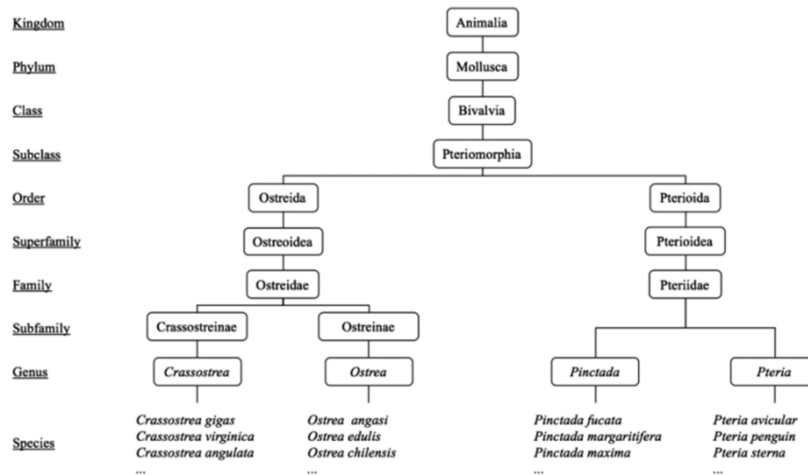 Kingdom Animalia
Phylum Mollusca
Class Bivalvia
Subclass Pteriomorphia
Order Ostreida Pterioida
Superfamily Ostreoidea Pterioidea
Family Ostreidae Pteriidae
Subfamily Crassostreinae Ostreinae
Genus Crassostrea Ostrea Pinctada Pteria
Species
Crassostrea gigas Ostrea angasi Pinctada fucata Pteria avicular
Crassostrea virginica Ostrea edulis Pinctada margaritifera Pteria penguin
Crassostrea angulata Ostrea chilensis Pinctada maxima Pteria sterna
... ... ... ...